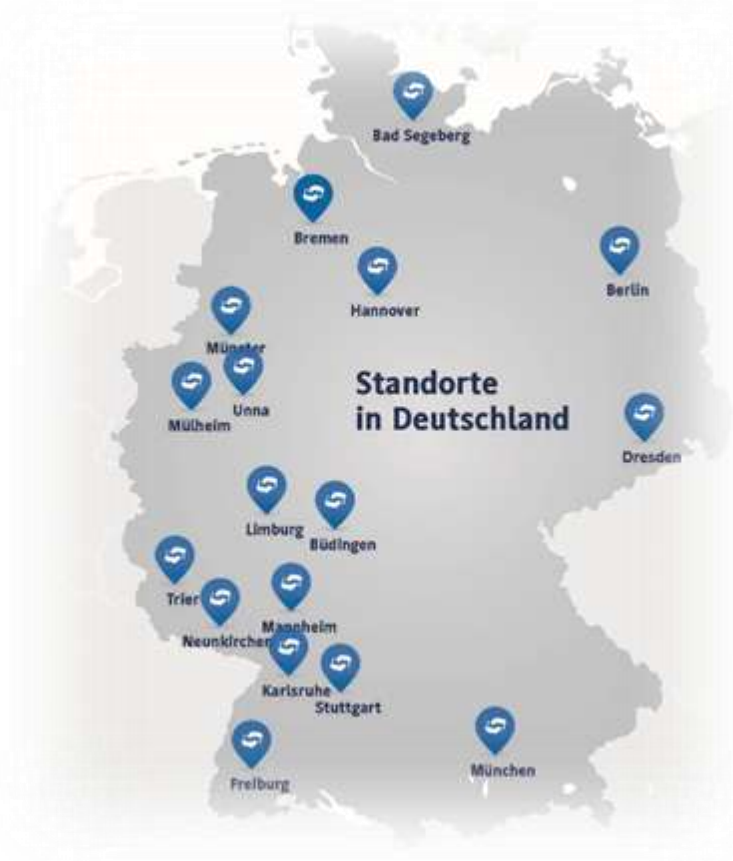 Bad Segeberg
Bremen
Berlin
Hannover
Münster
Standorte
in Deutschland
Unna
Mülheim
Dresden
Limburg
Büdingen
Trier
Mannheim
Neunkirchen
Karlsruhe
Stuttgart
München
Freiburg